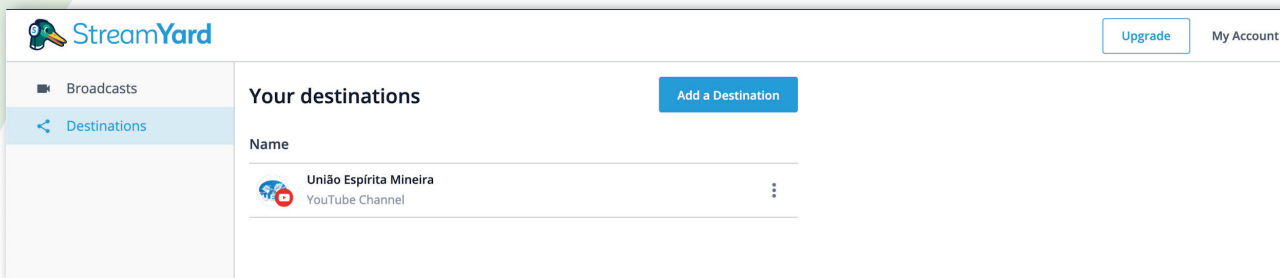 StreamYard
Upgrade
My Account
Broadcasts
Destinations
Your destinations
Add a Destination
Name
União Espírita Mineira
YouTube Channel